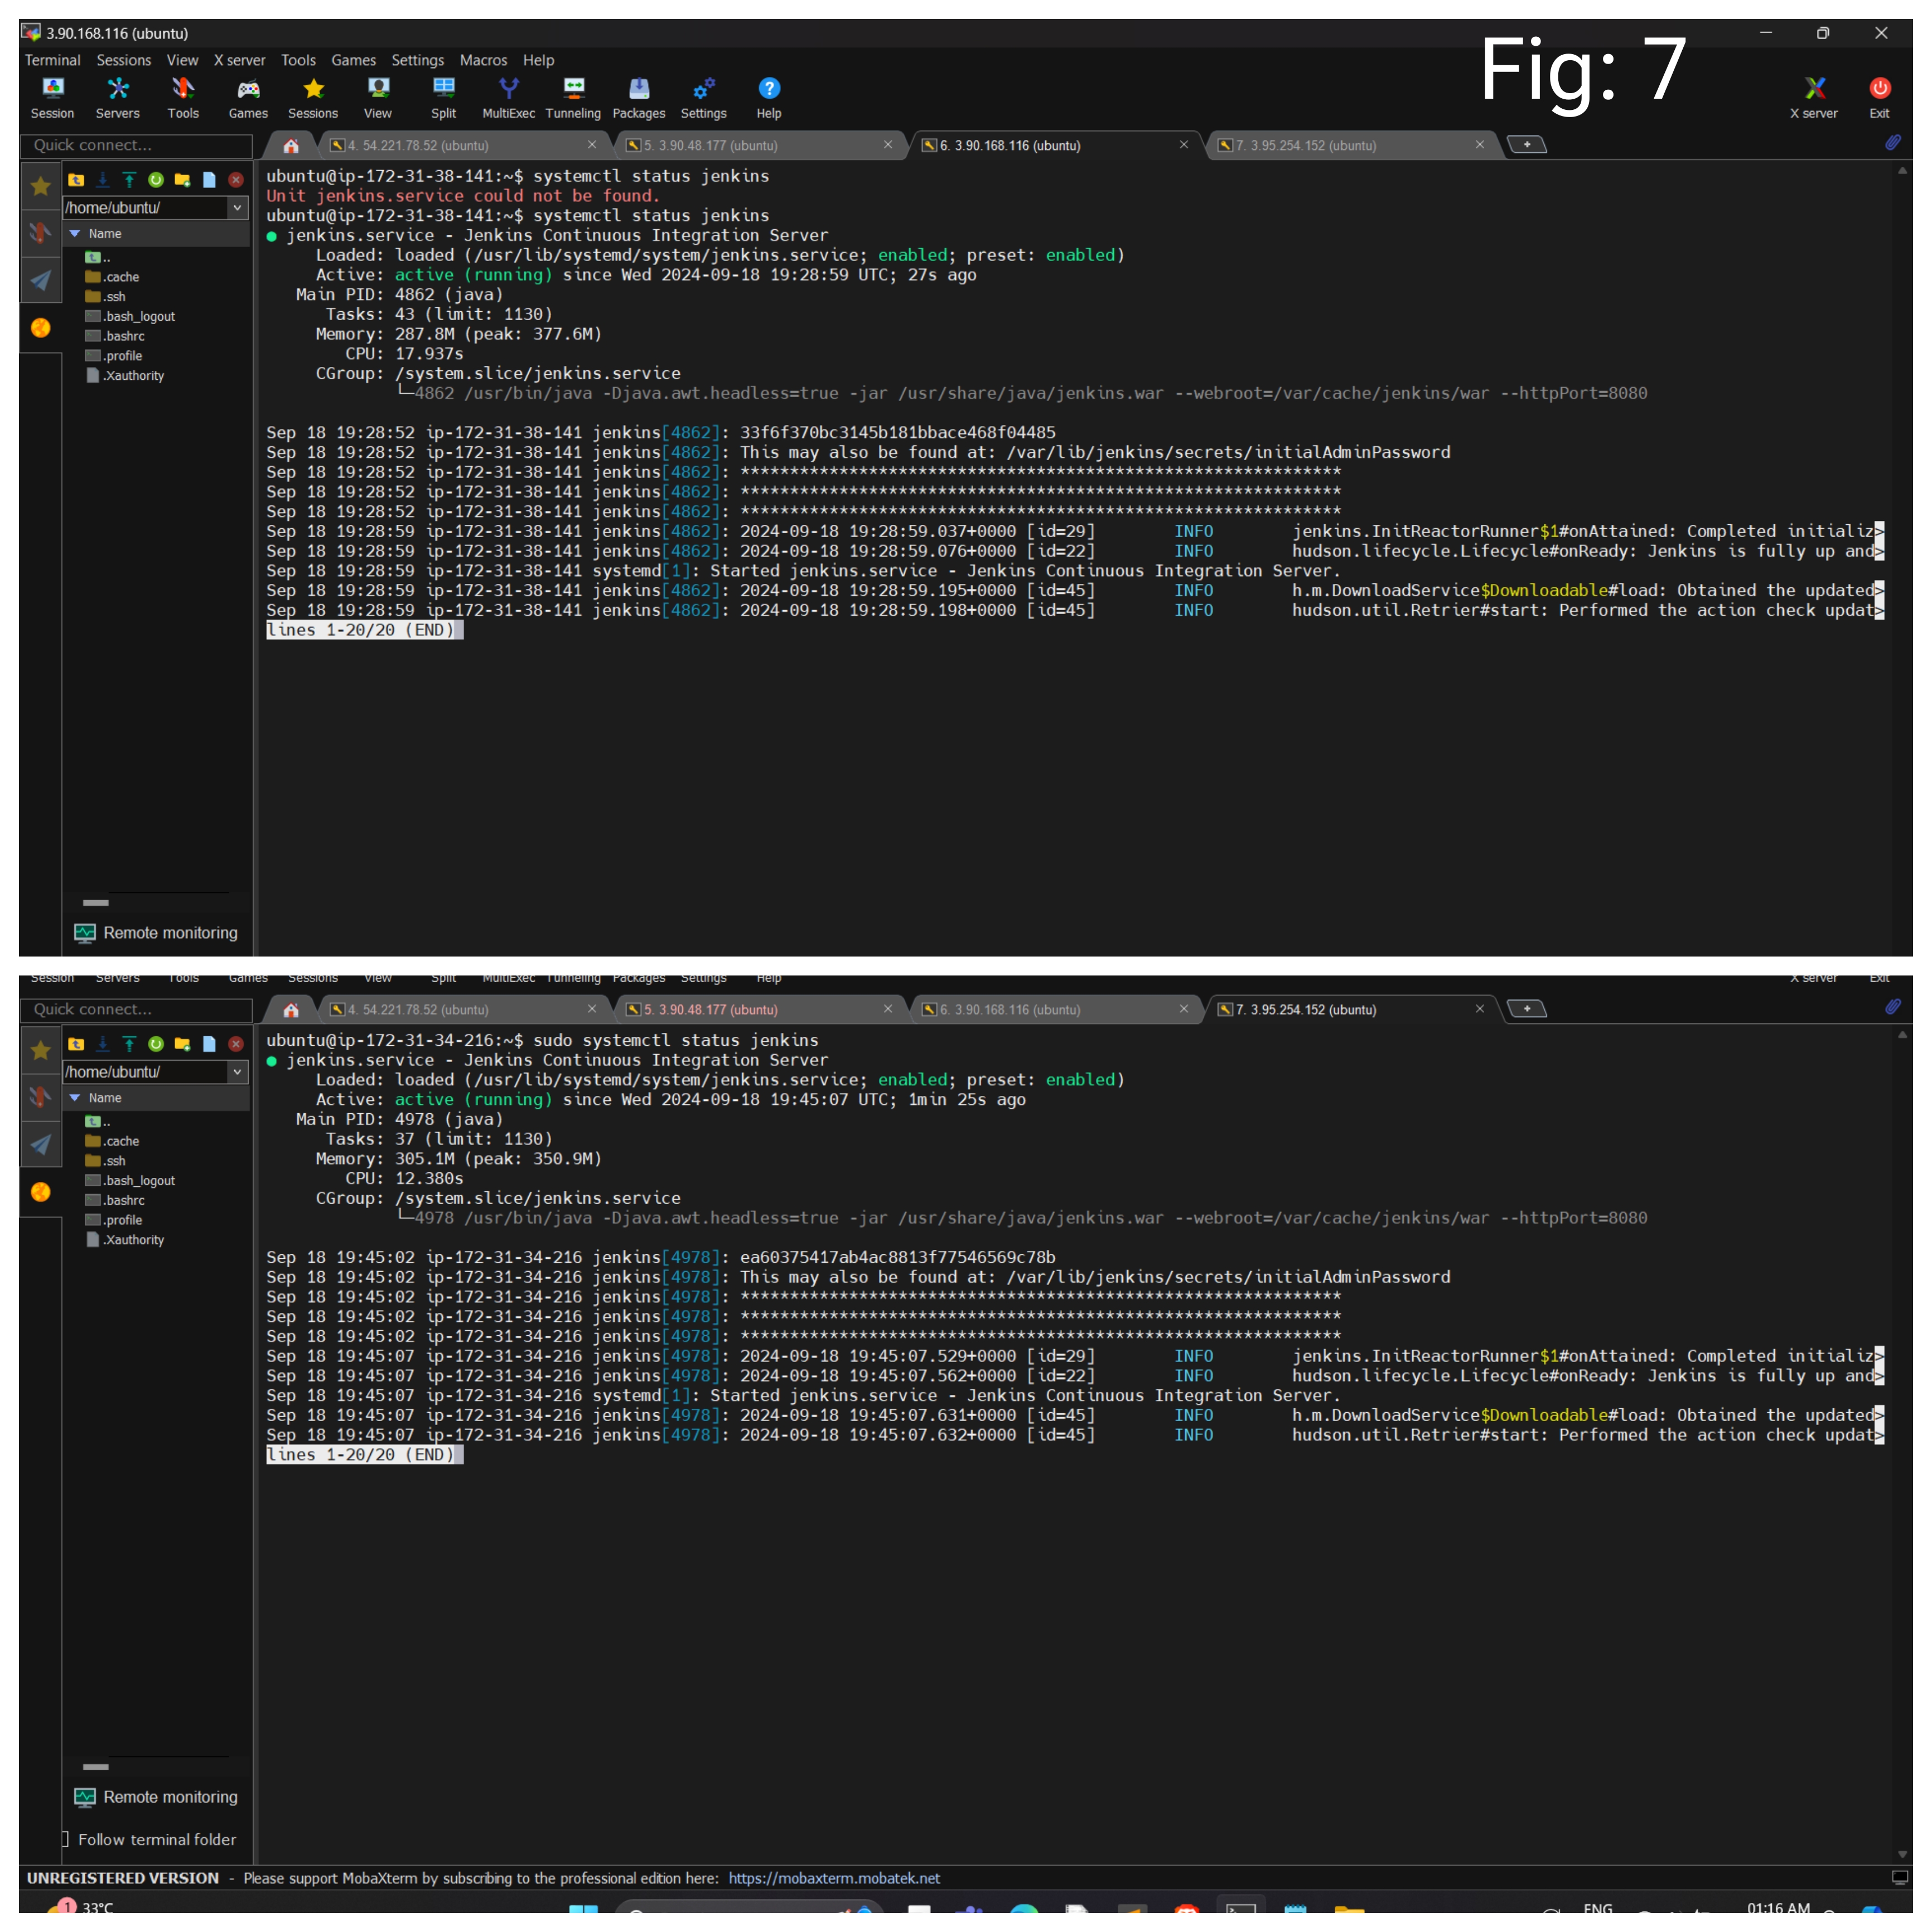 3.90.168.116 (ubuntu)
Fig: 7
Terminal Sessions View X server Tools Games Settings Macros Help
Session Servers Tools Games Sessions View Split MultiExec Tunneling Packages Settings Help X server Exit
Quick connect... 4. 54.221.78.52 (ubuntu) 5. 3.90.48.177 (ubuntu) 6. 3.90.168.116 (ubuntu) 7. 3.95.254.152 (ubuntu)
/home/ubuntu/
Name
..
.cache
.ssh
.bash_logout
.bashrc
.profile
.Xauthority
Remote monitoring
ubuntu@ip-172-31-38-141:~$ systemctl status jenkins
Unit jenkins.service could not be found.
ubuntu@ip-172-31-38-141:~$ systemctl status jenkins
● jenkins.service - Jenkins Continuous Integration Server
Loaded: loaded (/usr/lib/systemd/system/jenkins.service; enabled; preset: enabled)
Active: active (running) since Wed 2024-09-18 19:28:59 UTC; 27s ago
Main PID: 4862 (java)
Tasks: 43 (limit: 1130)
Memory: 287.8M (peak: 377.6M)
CPU: 17.937s
CGroup: /system.slice/jenkins.service
└─4862 /usr/bin/java -Djava.awt.headless=true -jar /usr/share/java/jenkins.war --webroot=/var/cache/jenkins/war --httpPort=8080
Sep 18 19:28:52 ip-172-31-38-141 jenkins[4862]: 33f6f370bc3145b181bbace468f04485
Sep 18 19:28:52 ip-172-31-38-141 jenkins[4862]: This may also be found at: /var/lib/jenkins/secrets/initialAdminPassword
Sep 18 19:28:52 ip-172-31-38-141 jenkins[4862]: *************************************************************
Sep 18 19:28:52 ip-172-31-38-141 jenkins[4862]: *************************************************************
Sep 18 19:28:52 ip-172-31-38-141 jenkins[4862]: *************************************************************
Sep 18 19:28:59 ip-172-31-38-141 jenkins[4862]: 2024-09-18 19:28:59.037+0000 [id=29] INFO jenkins.InitReactorRunner$1#onAttained: Completed initializ>
Sep 18 19:28:59 ip-172-31-38-141 jenkins[4862]: 2024-09-18 19:28:59.076+0000 [id=22] INFO hudson.lifecycle.Lifecycle#onReady: Jenkins is fully up and>
Sep 18 19:28:59 ip-172-31-38-141 systemd[1]: Started jenkins.service - Jenkins Continuous Integration Server.
Sep 18 19:28:59 ip-172-31-38-141 jenkins[4862]: 2024-09-18 19:28:59.195+0000 [id=45] INFO h.m.DownloadService$Downloadable#load: Obtained the updated>
Sep 18 19:28:59 ip-172-31-38-141 jenkins[4862]: 2024-09-18 19:28:59.198+0000 [id=45] INFO hudson.util.Retrier#start: Performed the action check updat>
lines 1-20/20 (END)
Session Servers Tools Games Sessions View Split MultiExec Tunneling Packages Settings Help X server Exit
Quick connect... 4. 54.221.78.52 (ubuntu) 5. 3.90.48.177 (ubuntu) 6. 3.90.168.116 (ubuntu) 7. 3.95.254.152 (ubuntu)
/home/ubuntu/
Name
..
.cache
.ssh
.bash_logout
.bashrc
.profile
.Xauthority
Remote monitoring
Follow terminal folder
ubuntu@ip-172-31-34-216:~$ sudo systemctl status jenkins
● jenkins.service - Jenkins Continuous Integration Server
Loaded: loaded (/usr/lib/systemd/system/jenkins.service; enabled; preset: enabled)
Active: active (running) since Wed 2024-09-18 19:45:07 UTC; 1min 25s ago
Main PID: 4978 (java)
Tasks: 37 (limit: 1130)
Memory: 305.1M (peak: 350.9M)
CPU: 12.380s
CGroup: /system.slice/jenkins.service
└─4978 /usr/bin/java -Djava.awt.headless=true -jar /usr/share/java/jenkins.war --webroot=/var/cache/jenkins/war --httpPort=8080
Sep 18 19:45:02 ip-172-31-34-216 jenkins[4978]: ea60375417ab4ac8813f77546569c78b
Sep 18 19:45:02 ip-172-31-34-216 jenkins[4978]: This may also be found at: /var/lib/jenkins/secrets/initialAdminPassword
Sep 18 19:45:02 ip-172-31-34-216 jenkins[4978]: *************************************************************
Sep 18 19:45:02 ip-172-31-34-216 jenkins[4978]: *************************************************************
Sep 18 19:45:02 ip-172-31-34-216 jenkins[4978]: *************************************************************
Sep 18 19:45:07 ip-172-31-34-216 jenkins[4978]: 2024-09-18 19:45:07.529+0000 [id=29] INFO jenkins.InitReactorRunner$1#onAttained: Completed initializ>
Sep 18 19:45:07 ip-172-31-34-216 jenkins[4978]: 2024-09-18 19:45:07.562+0000 [id=22] INFO hudson.lifecycle.Lifecycle#onReady: Jenkins is fully up and>
Sep 18 19:45:07 ip-172-31-34-216 systemd[1]: Started jenkins.service - Jenkins Continuous Integration Server.
Sep 18 19:45:07 ip-172-31-34-216 jenkins[4978]: 2024-09-18 19:45:07.631+0000 [id=45] INFO h.m.DownloadService$Downloadable#load: Obtained the updated>
Sep 18 19:45:07 ip-172-31-34-216 jenkins[4978]: 2024-09-18 19:45:07.632+0000 [id=45] INFO hudson.util.Retrier#start: Performed the action check updat>
lines 1-20/20 (END)
UNREGISTERED VERSION - Please support MobaXterm by subscribing to the professional edition here: https://mobaxterm.mobatek.net
1 33°C ENG 01:16 AM